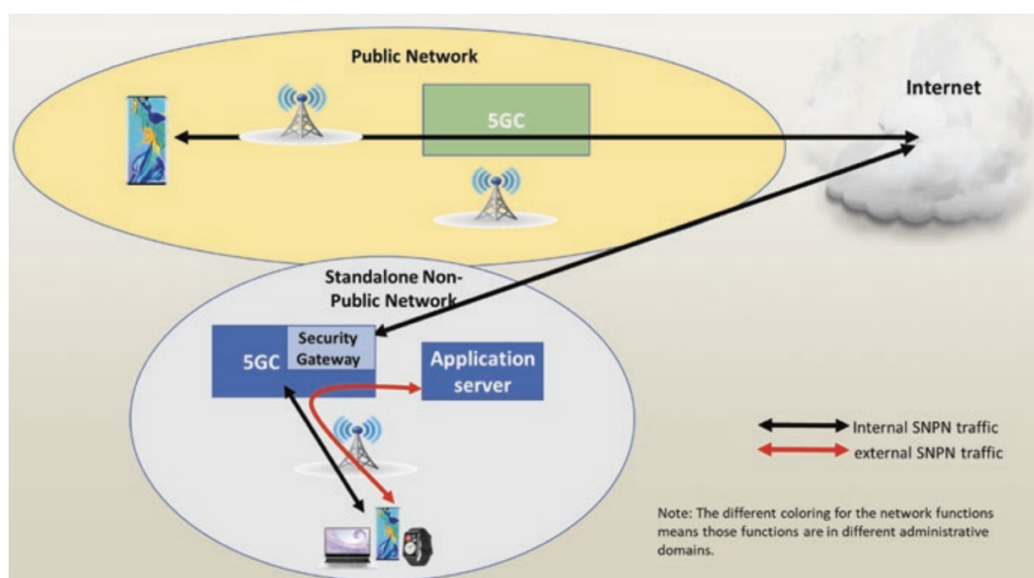 Public Network
5GC
Internet
Standalone Non-
Public Network
5GC
Security
Gateway
Application
server
Internal SNPN traffic
external SNPN traffic
Note: The different coloring for the network functions
means those functions are in different administrative
domains.